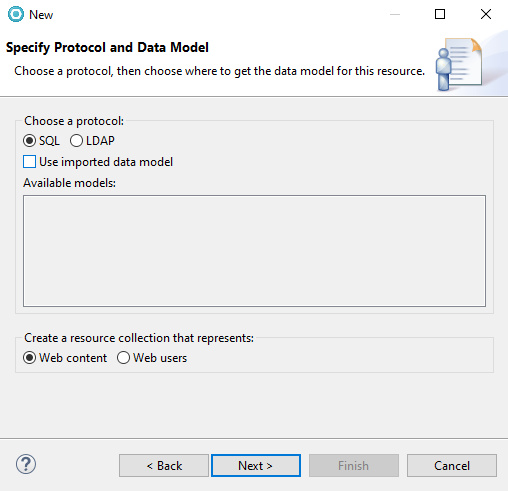 New
Specify Protocol and Data Model
Choose a protocol, then choose where to get the data model for this resource.
Choose a protocol:
SQL LDAP
Use imported data model
Available models:
Create a resource collection that represents:
Web content Web users
? < Back Next > Finish Cancel